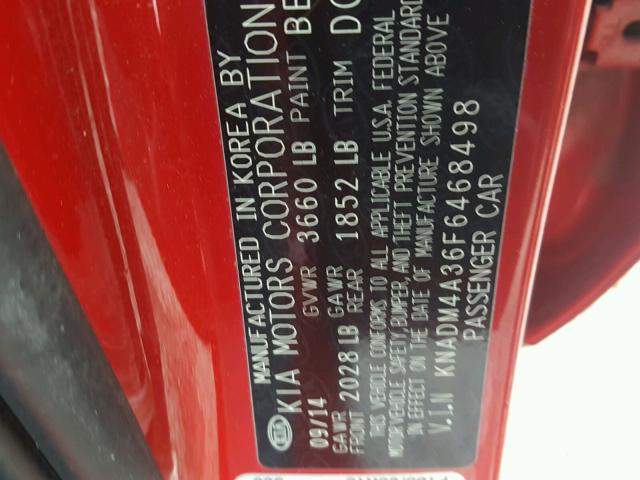 MANUFACTURED IN KOREA BY
KIA MOTORS CORPORATION
09/14 GVWR 3660 LB PAINT BE
GAWR FRONT 2028 LB GAWR REAR 1852 LB TRIM DO
THIS VEHICLE CONFORMS TO ALL APPLICABLE U.S.A. FEDERAL
MOTOR VEHICLE SAFETY, BUMPER, AND THEFT PREVENTION STANDARD
IN EFFECT ON THE DATE OF MANUFACTURE SHOWN ABOVE
V.I.N KNADM4A36F6468498
PASSENGER CAR